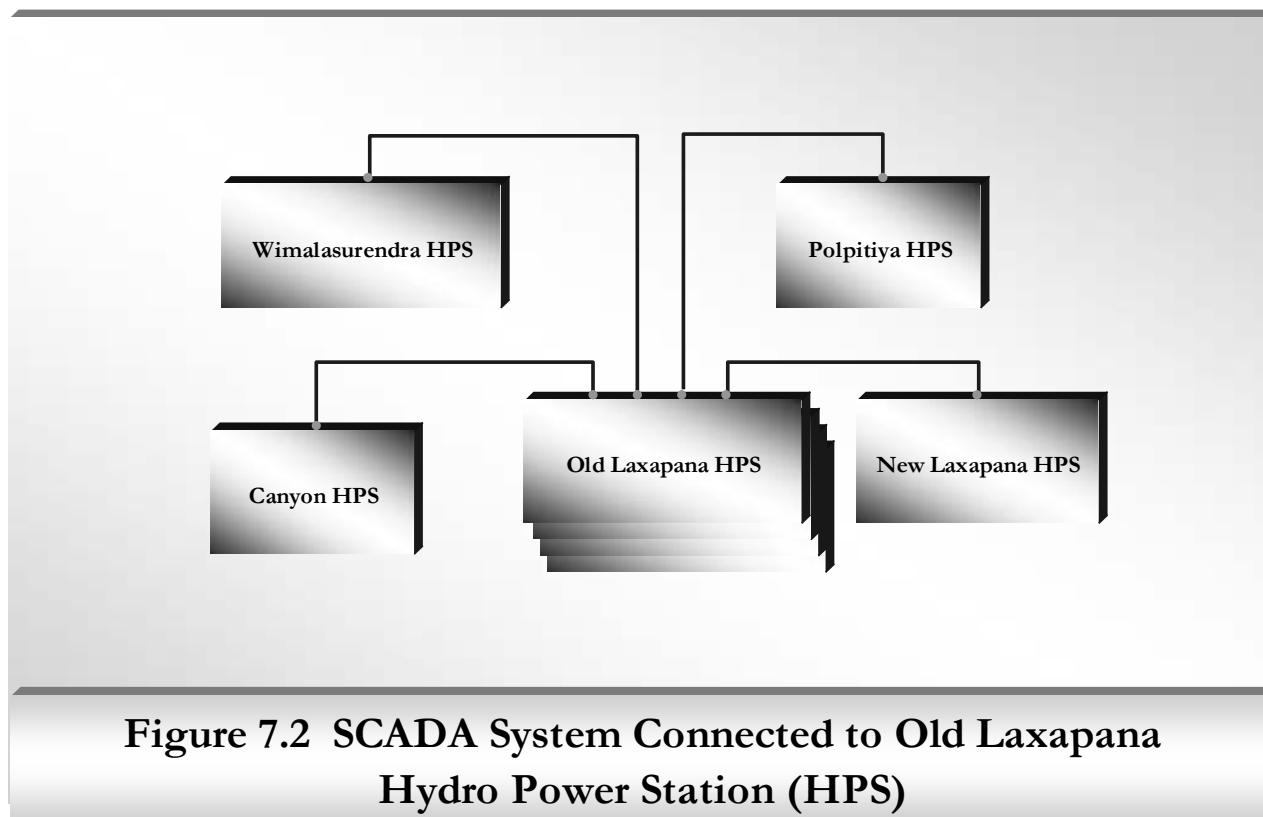 Wimalasurendra HPS
Polpitiya HPS
Canyon HPS
Old Laxapana HPS
New Laxapana HPS
Figure 7.2 SCADA System Connected to Old Laxapana
Hydro Power Station (HPS)